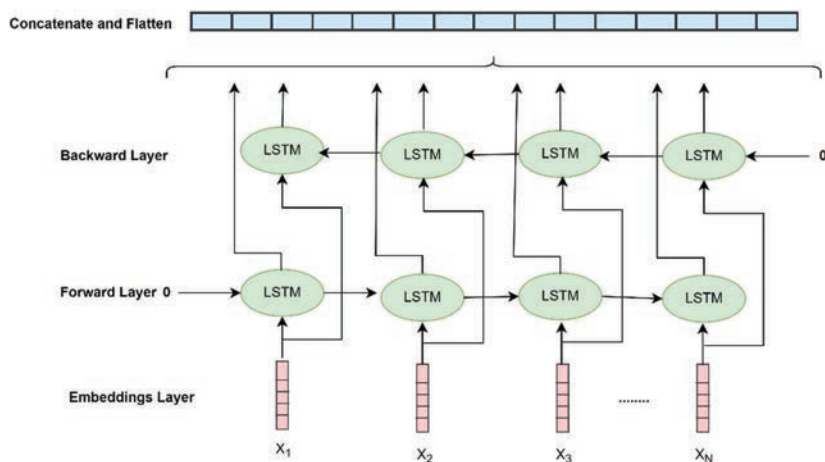 Concatenate and Flatten
Backward Layer
LSTM LSTM LSTM LSTM 0
Forward Layer 0
LSTM LSTM LSTM LSTM
Embeddings Layer
........
X1 X2 X3 XN